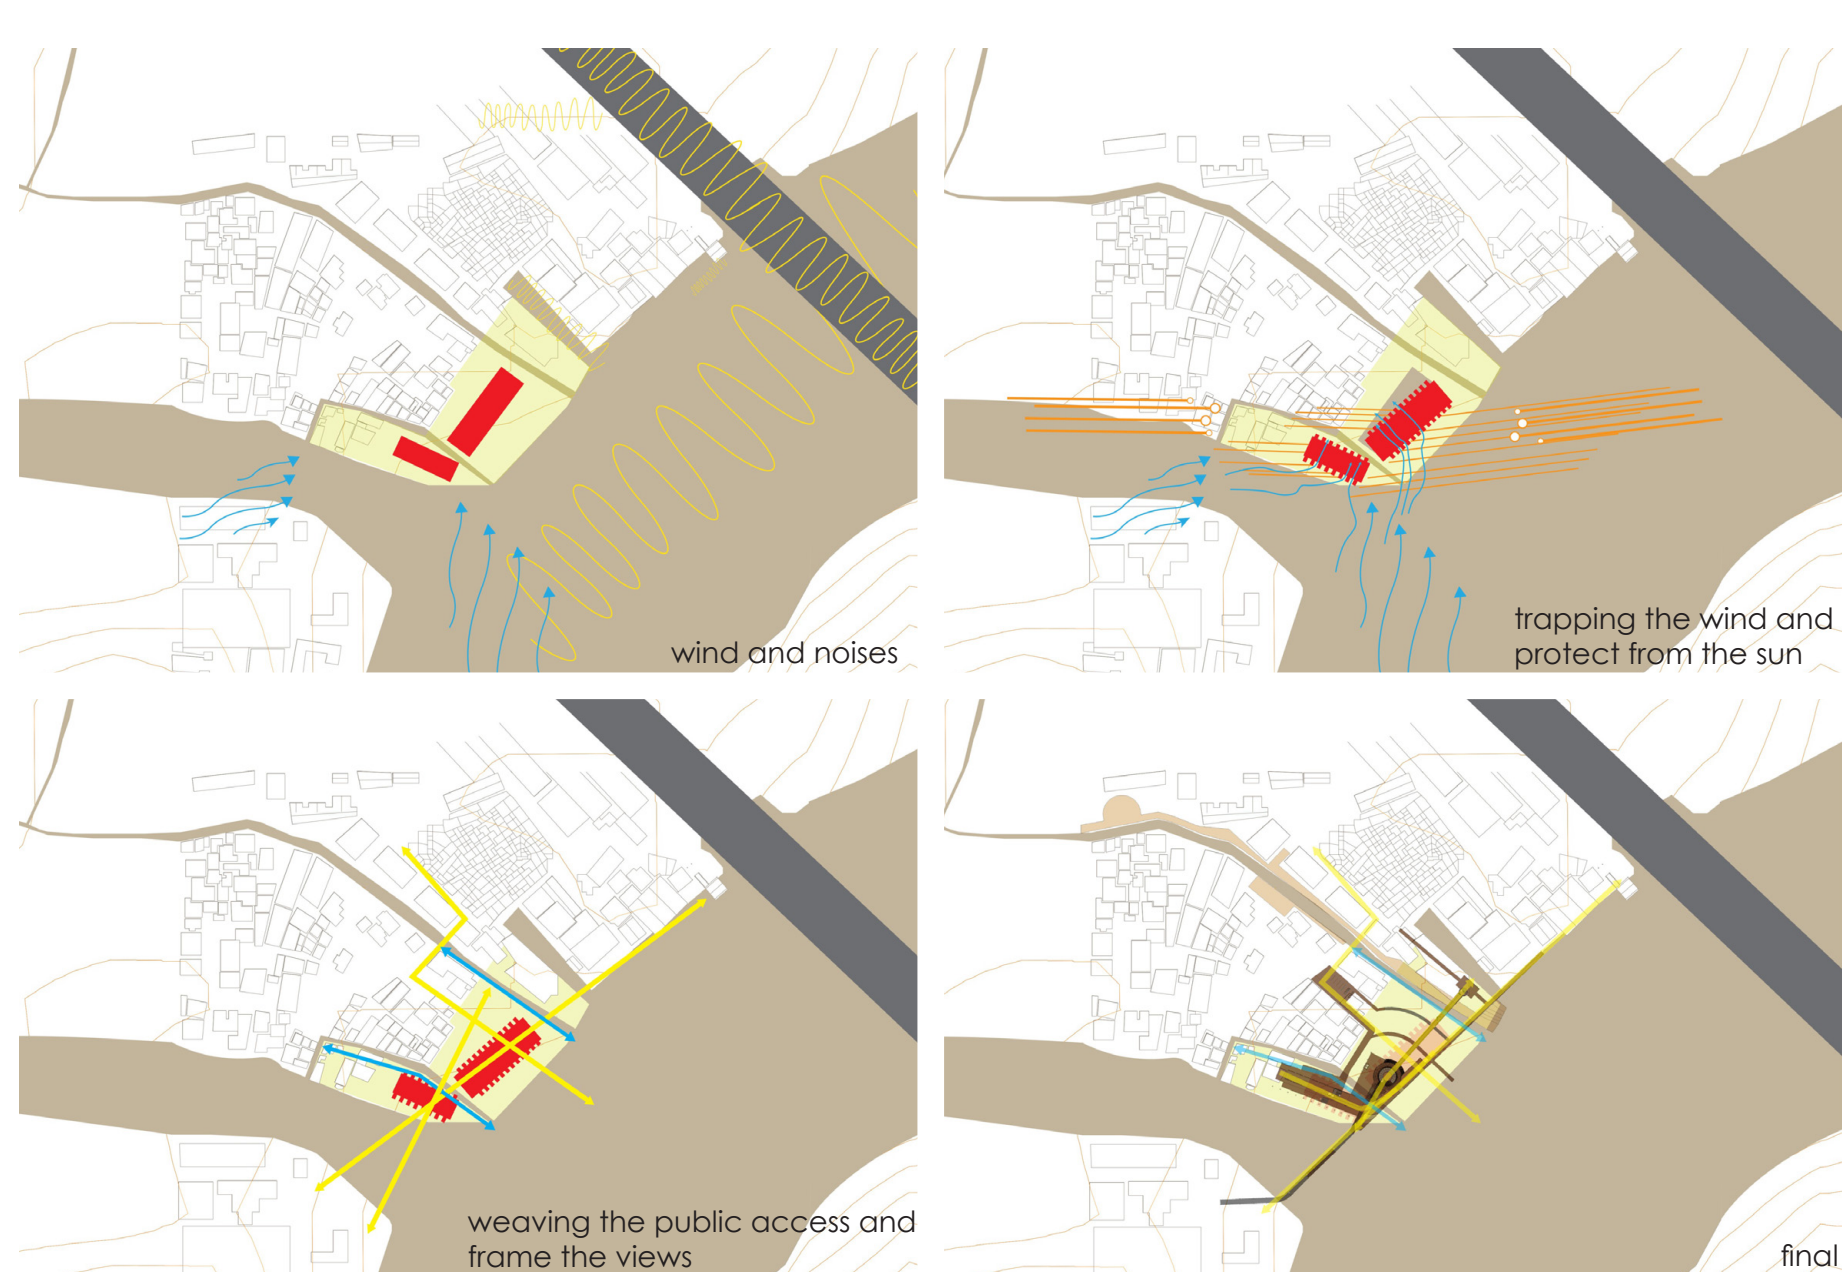 wind and noises
trapping the wind and
protect from the sun
weaving the public access and
frame the views
final